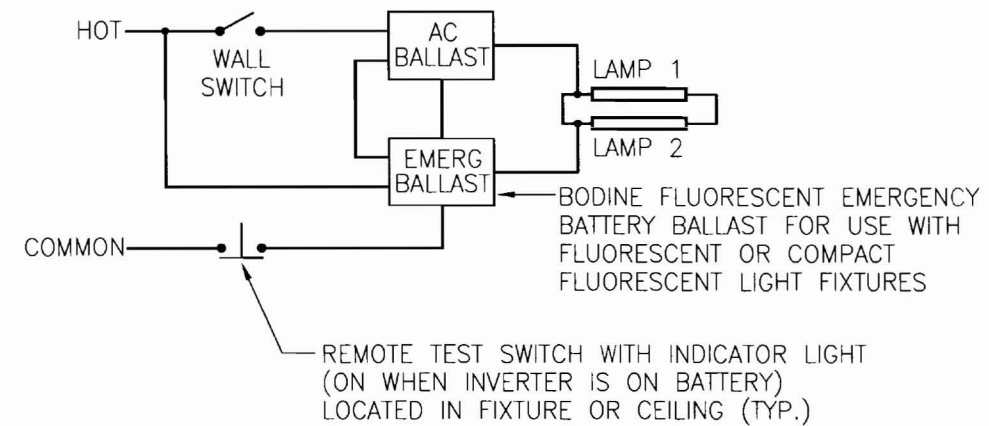 HOT
WALL
SWITCH
AC
BALLAST
LAMP 1
LAMP 2
EMERG
BALLAST
BODINE FLUORESCENT EMERGENCY
BATTERY BALLAST FOR USE WITH
FLUORESCENT OR COMPACT
FLUORESCENT LIGHT FIXTURES
COMMON
REMOTE TEST SWITCH WITH INDICATOR LIGHT
(ON WHEN INVERTER IS ON BATTERY)
LOCATED IN FIXTURE OR CEILING (TYP.)